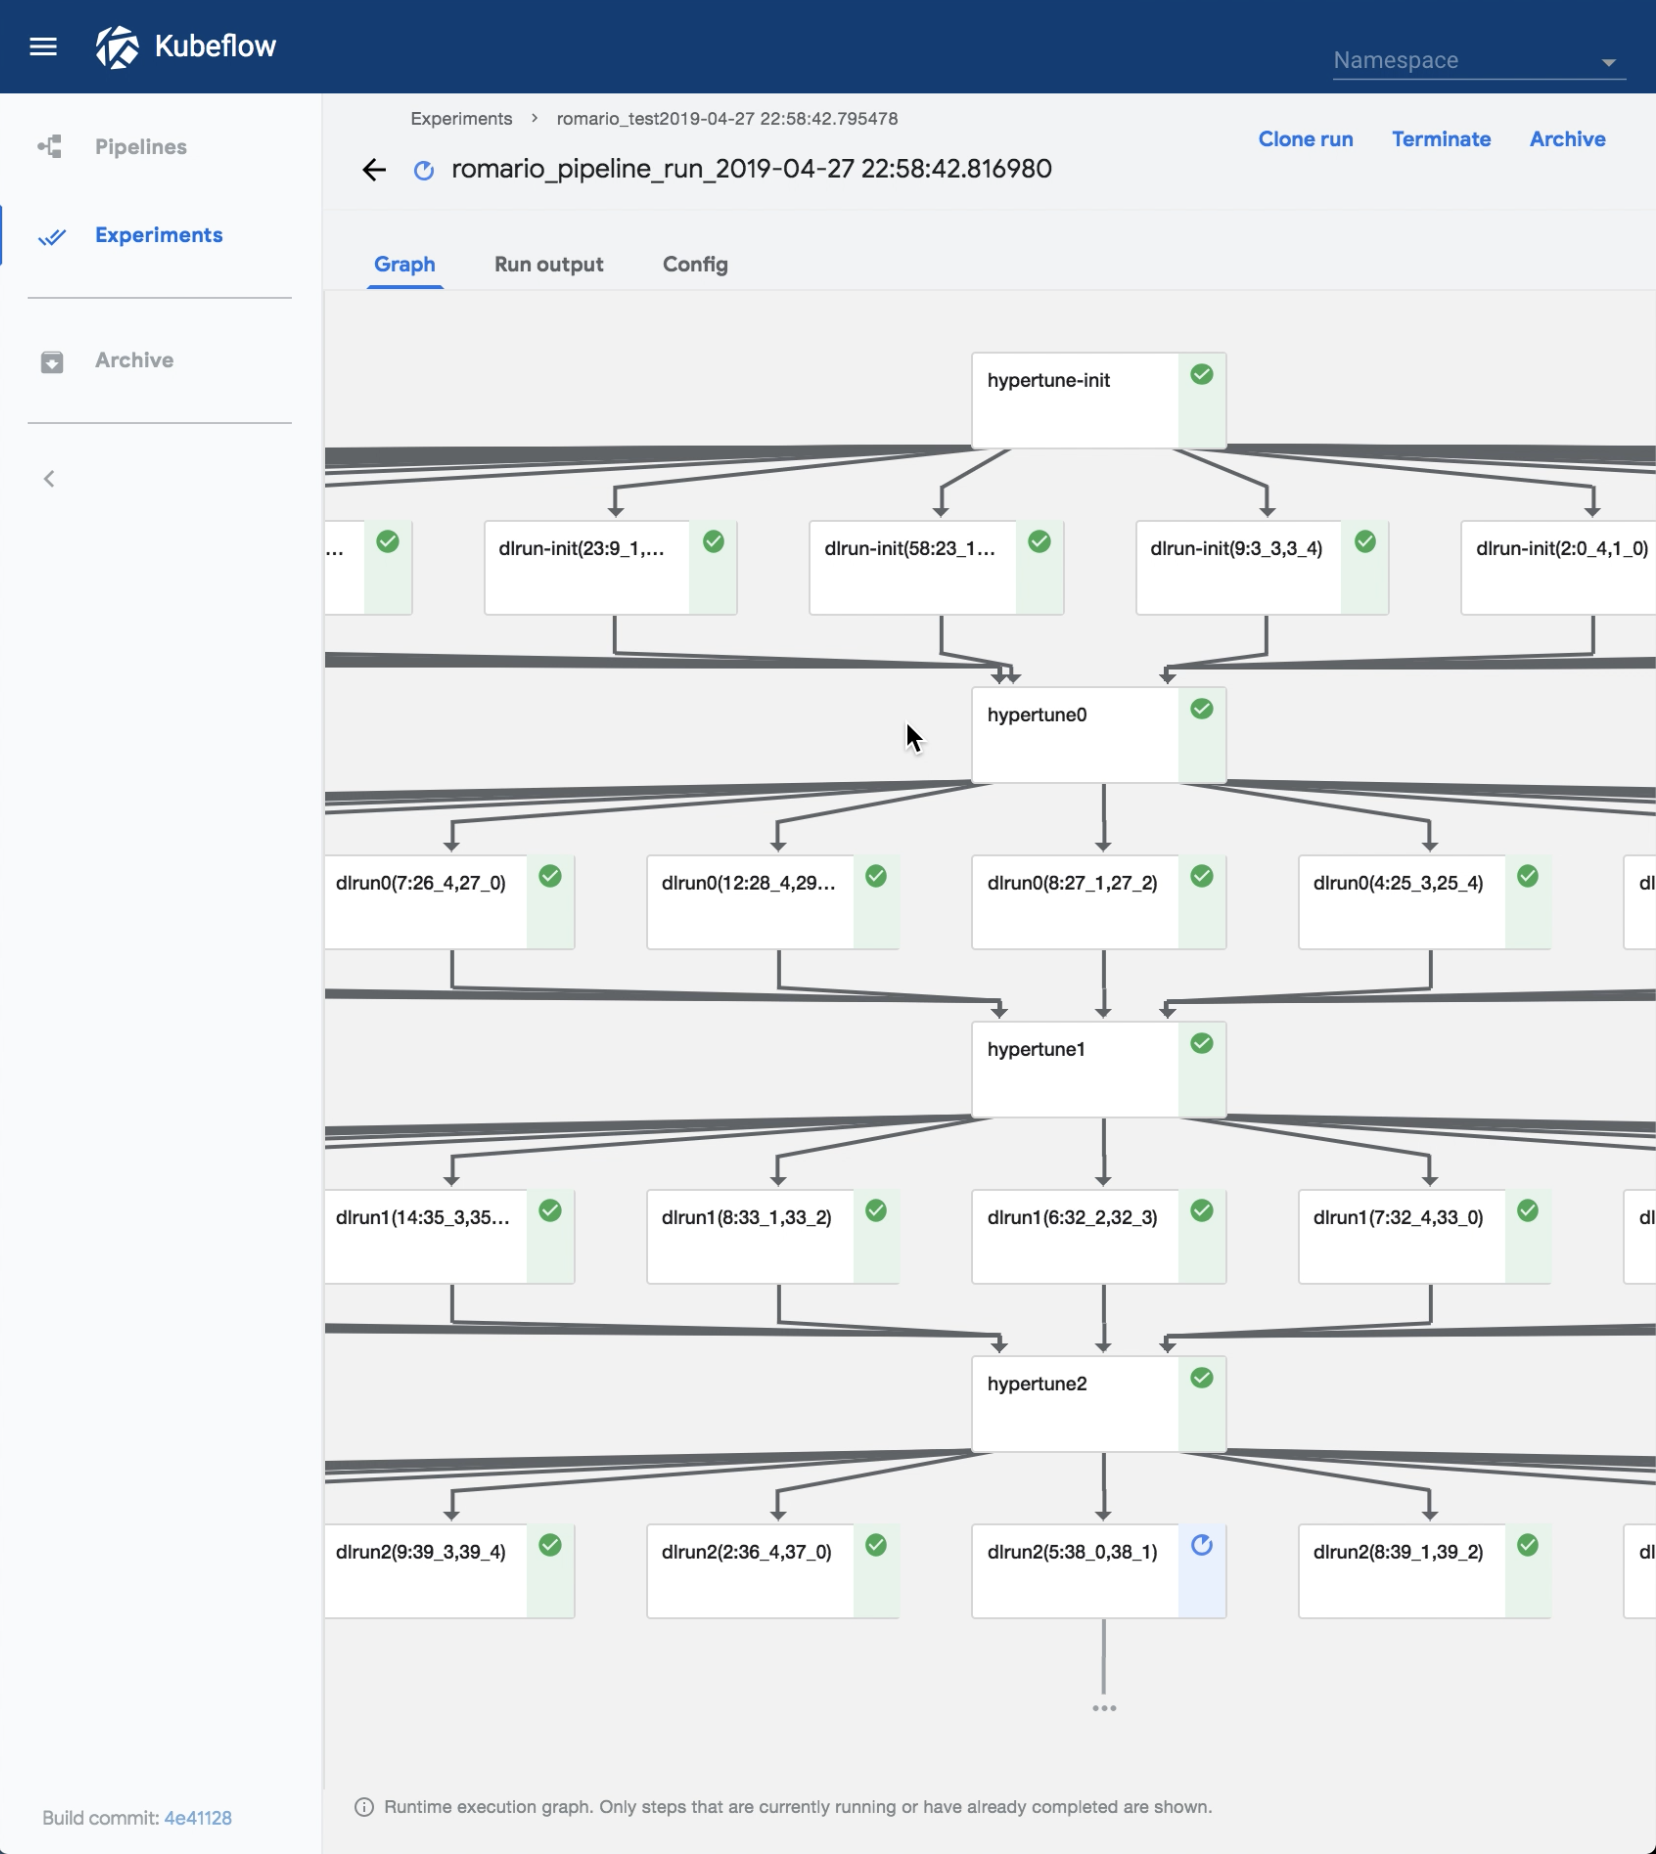 Kubeflow
Namespace
Pipelines
Experiments
Archive
Experiments > romario_test2019-04-27 22:58:42.795478
romario_pipeline_run_2019-04-27 22:58:42.816980
Clone run Terminate Archive
Graph Run output Config
hypertune-init
... dlrun-init(23:9_1,... dlrun-init(58:23_1... dlrun-init(9:3_3,3_4) dlrun-init(2:0_4,1_0)
hypertune0
dlrun0(7:26_4,27_0) dlrun0(12:28_4,29... dlrun0(8:27_1,27_2) dlrun0(4:25_3,25_4) dl
hypertune1
dlrun1(14:35_3,35... dlrun1(8:33_1,33_2) dlrun1(6:32_2,32_3) dlrun1(7:32_4,33_0) dl
hypertune2
dlrun2(9:39_3,39_4) dlrun2(2:36_4,37_0) dlrun2(5:38_0,38_1) dlrun2(8:39_1,39_2) dl
...
Runtime execution graph. Only steps that are currently running or have already completed are shown.
Build commit: 4e41128